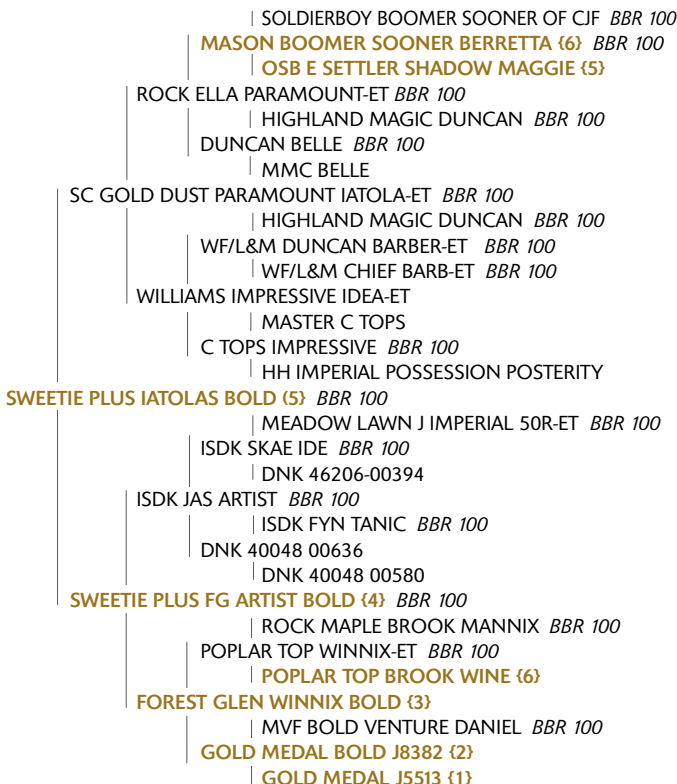 SOLDIERBOY BOOMER SOONER OF CJF BBR 100
MASON BOOMER SOONER BERRETTA {6} BBR 100
OSB E SETTLER SHADOW MAGGIE {5}
ROCK ELLA PARAMOUNT-ET BBR 100
HIGHLAND MAGIC DUNCAN BBR 100
DUNCAN BELLE BBR 100
MMC BELLE
SC GOLD DUST PARAMOUNT IATOLA-ET BBR 100
HIGHLAND MAGIC DUNCAN BBR 100
WF/L&M DUNCAN BARBER-ET BBR 100
WF/L&M CHIEF BARB-ET BBR 100
WILLIAMS IMPRESSIVE IDEA-ET
MASTER C TOPS
C TOPS IMPRESSIVE BBR 100
HH IMPERIAL POSSESSION POSTERITY
SWEETIE PLUS IATOLAS BOLD (5) BBR 100
MEADOW LAWN J IMPERIAL 50R-ET BBR 100
ISDK SKAE IDE BBR 100
DNK 46206-00394
ISDK JAS ARTIST BBR 100
ISDK FYN TANIC BBR 100
DNK 40048 00636
DNK 40048 00580
SWEETIE PLUS FG ARTIST BOLD {4} BBR 100
ROCK MAPLE BROOK MANNIX BBR 100
POPLAR TOP WINNIX-ET BBR 100
POPLAR TOP BROOK WINE {6}
FOREST GLEN WINNIX BOLD {3}
MVF BOLD VENTURE DANIEL BBR 100
GOLD MEDAL BOLD J8382 {2}
GOLD MEDAL J5513 {1}